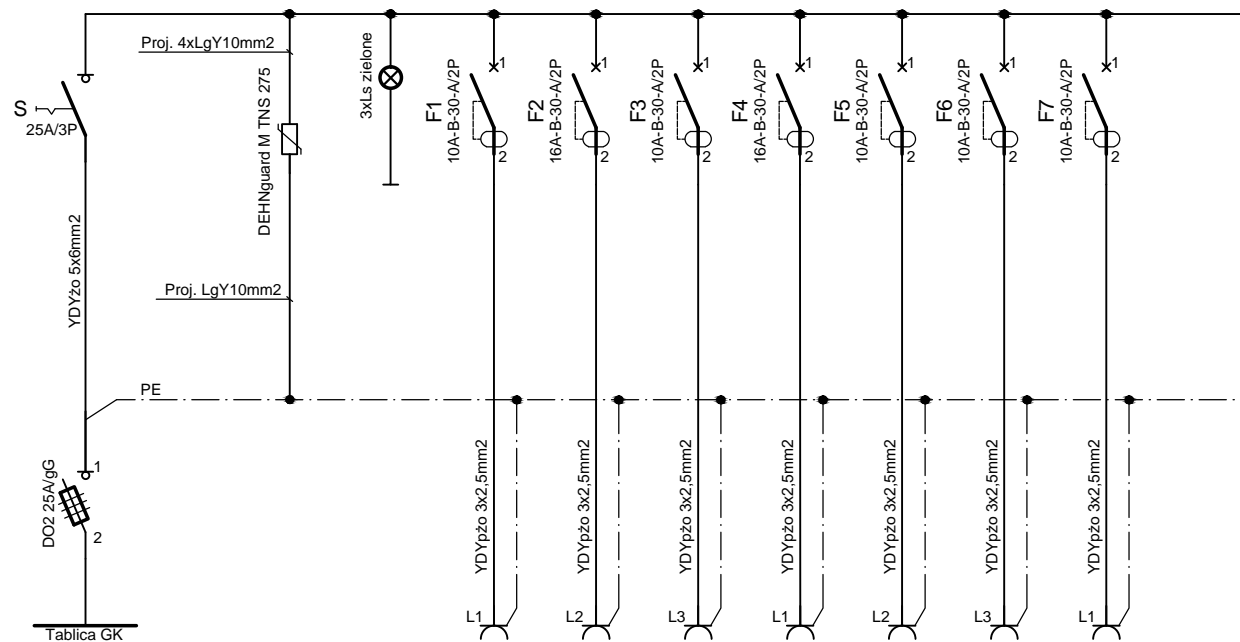 Proj. 4xLgY10mm2
S
25A/3P
DEHNguard M TNS 275
3xLs zielone
YDYżo 5x6mm2
Proj. LgY10mm2
PE
1
DO2 25A/gG
2
Tablica GK
F1
10A-B-30-A/2P
1
2
YDYpżo 3x2,5mm2
L1
F2
16A-B-30-A/2P
1
2
YDYpżo 3x2,5mm2
L2
F3
10A-B-30-A/2P
1
2
YDYpżo 3x2,5mm2
L3
F4
16A-B-30-A/2P
1
2
YDYpżo 3x2,5mm2
L1
F5
10A-B-30-A/2P
1
2
YDYpżo 3x2,5mm2
L2
F6
10A-B-30-A/2P
1
2
YDYpżo 3x2,5mm2
L3
F7
10A-B-30-A/2P
1
2
YDYpżo 3x2,5mm2
L1